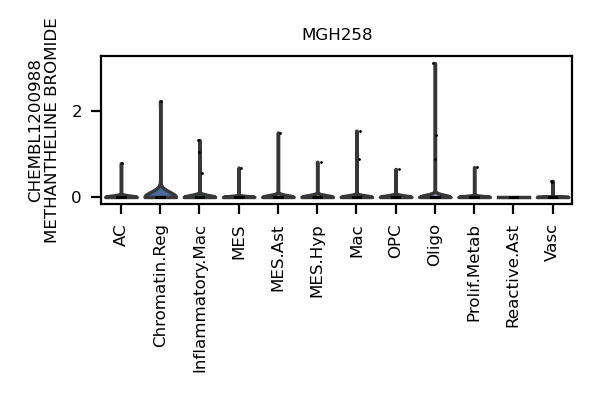 MGH258
CHEMBL1200988
METHANTHELINE BROMIDE
2
0
AC
Chromatin.Reg
Inflammatory.Mac
MES
MES.Ast
MES.Hyp
Mac
OPC
Oligo
Prolif.Metab
Reactive.Ast
Vasc